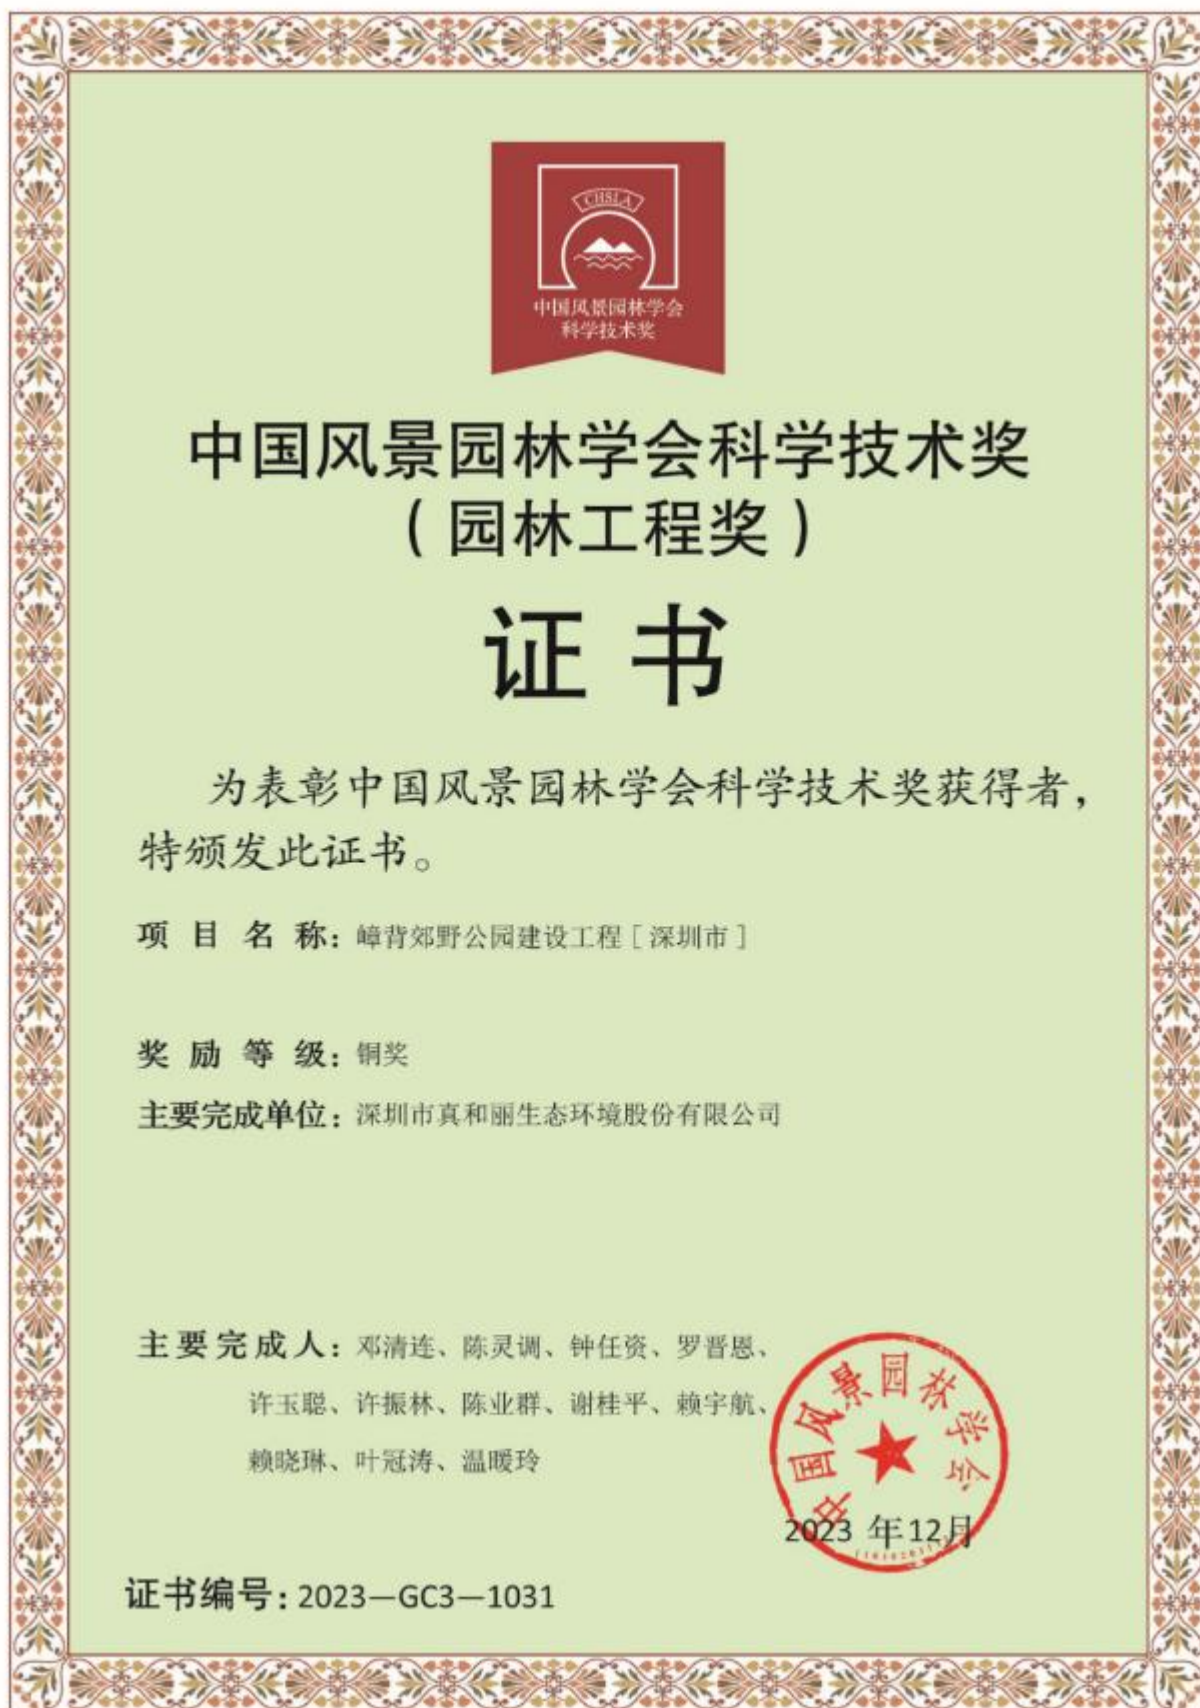 CHSLA
中国风景园林学会
科学技术奖
中国风景园林学会科学技术奖
(园林工程奖)
证书
为表彰中国风景园林学会科学技术奖获得者,
特颁发此证书。
项目名称: 嶂背郊野公园建设工程[深圳市]
奖励等级: 铜奖
主要完成单位: 深圳市真和丽生态环境股份有限公司
主要完成人: 邓清连、陈灵调、钟任资、罗晋恩、
许玉聪、许振林、陈业群、谢桂平、赖宇航、
赖晓琳、叶冠涛、温暖玲
中国风景园林学会
2023 年12月
证书编号: 2023—GC3—1031